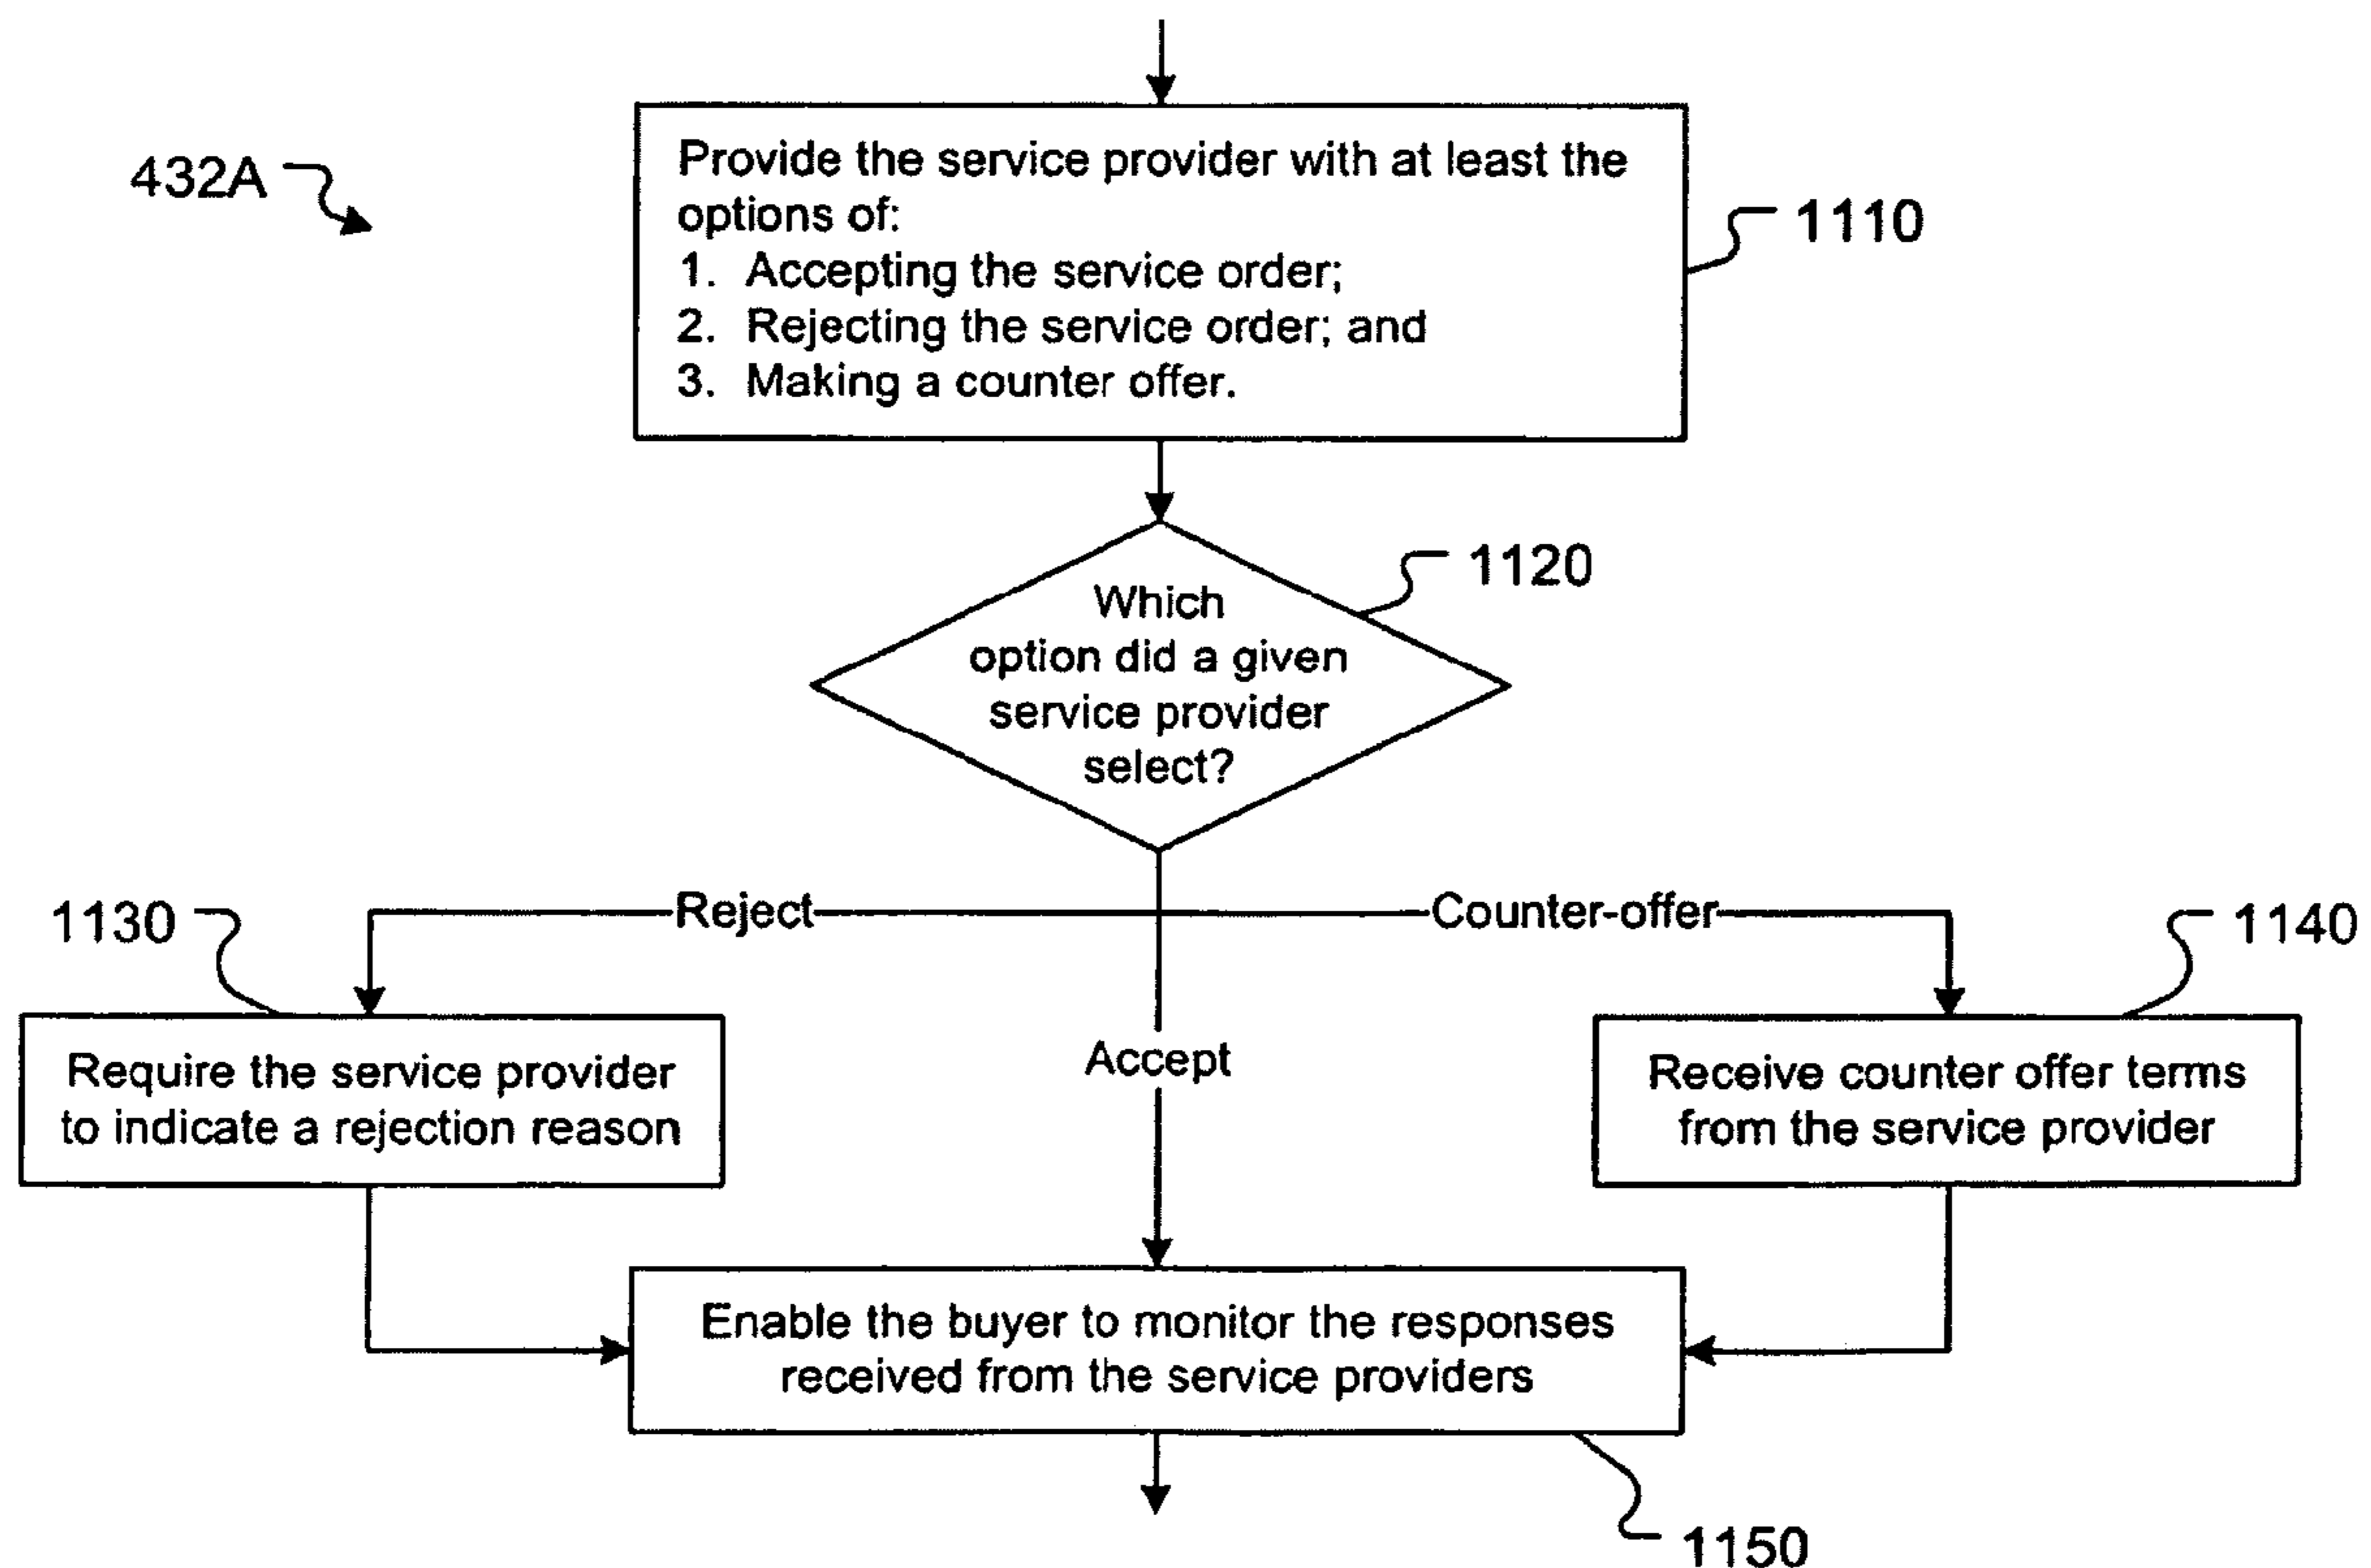 432A
Provide the service provider with at least the
options of:
1. Accepting the service order;
2. Rejecting the service order; and
3. Making a counter offer.
1110
1120
Which
option did a given
service provider
select?
Reject
Counter-offer
1130
1140
Require the service provider
to indicate a rejection reason
Accept
Receive counter offer terms
from the service provider
Enable the buyer to monitor the responses
received from the service providers
1150